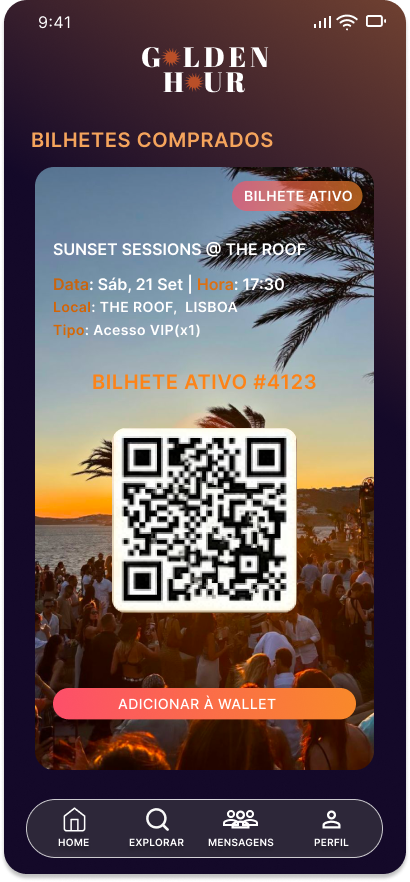 9:41
GOLDEN
HOUR
BILHETES COMPRADOS
BILHETE ATIVO
SUNSET SESSIONS @ THE ROOF
Data: Sáb, 21 Set | Hora: 17:30
Local: THE ROOF, LISBOA
Tipo: Acesso VIP(x1)
BILHETE ATIVO #4123
ADICIONAR À WALLET
HOME EXPLORAR MENSAGENS PERFIL